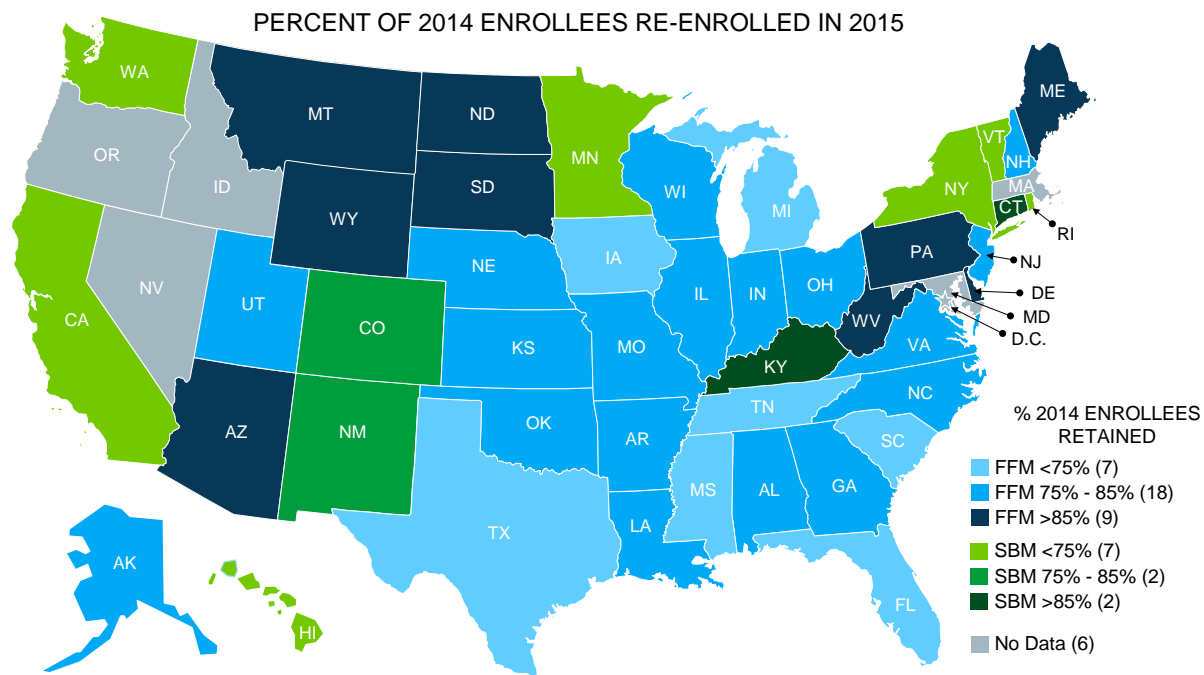 PERCENT OF 2014 ENROLLEES RE-ENROLLED IN 2015
WA
MT
ND
MN
ME
OR
ID
SD
WI
MI
VT
NH
NY
MA
CT
RI
WY
NV
UT
NE
IA
PA
NJ
CA
CO
KS
MO
IL
IN
OH
WV
VA
DE
MD
D.C.
KY
AZ
NM
OK
AR
TN
NC
SC
TX
LA
MS
AL
GA
FL
AK
HI
% 2014 ENROLLEES
RETAINED
FFM <75% (7)
FFM 75% - 85% (18)
FFM >85% (9)
SBM <75% (7)
SBM 75% - 85% (2)
SBM >85% (2)
No Data (6)